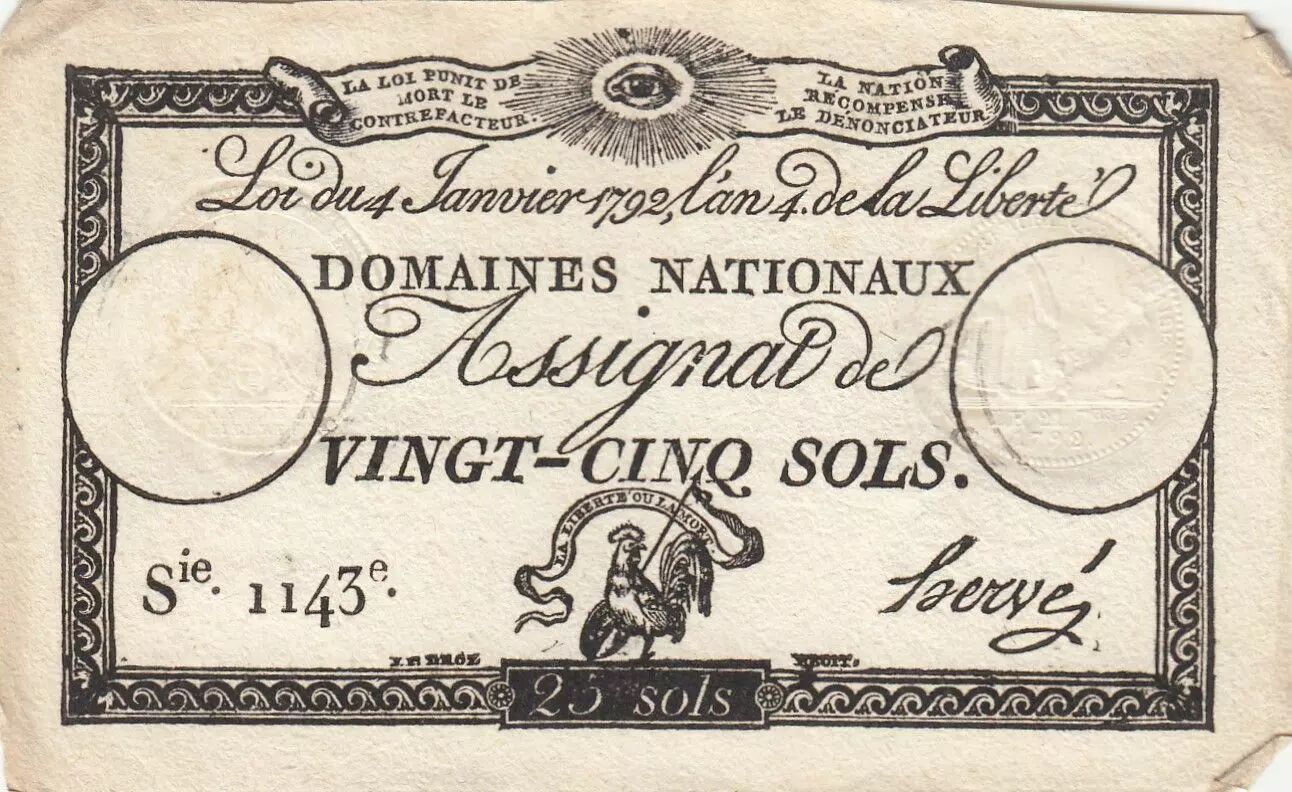 LA LOI PUNIT DE
MORT LE
CONTREFACTEUR.
LA NATION
RÉCOMPENSE
LE DÉNONCIATEUR
Loi du 4 Janvier 1792, l'an 4. de la Liberté
DOMAINES NATIONAUX
Assignat de
VINGT-CINQ SOLS.
LA LIBERTÉ OU LA MORT
Sie. 1143e.
hervé
25 sols